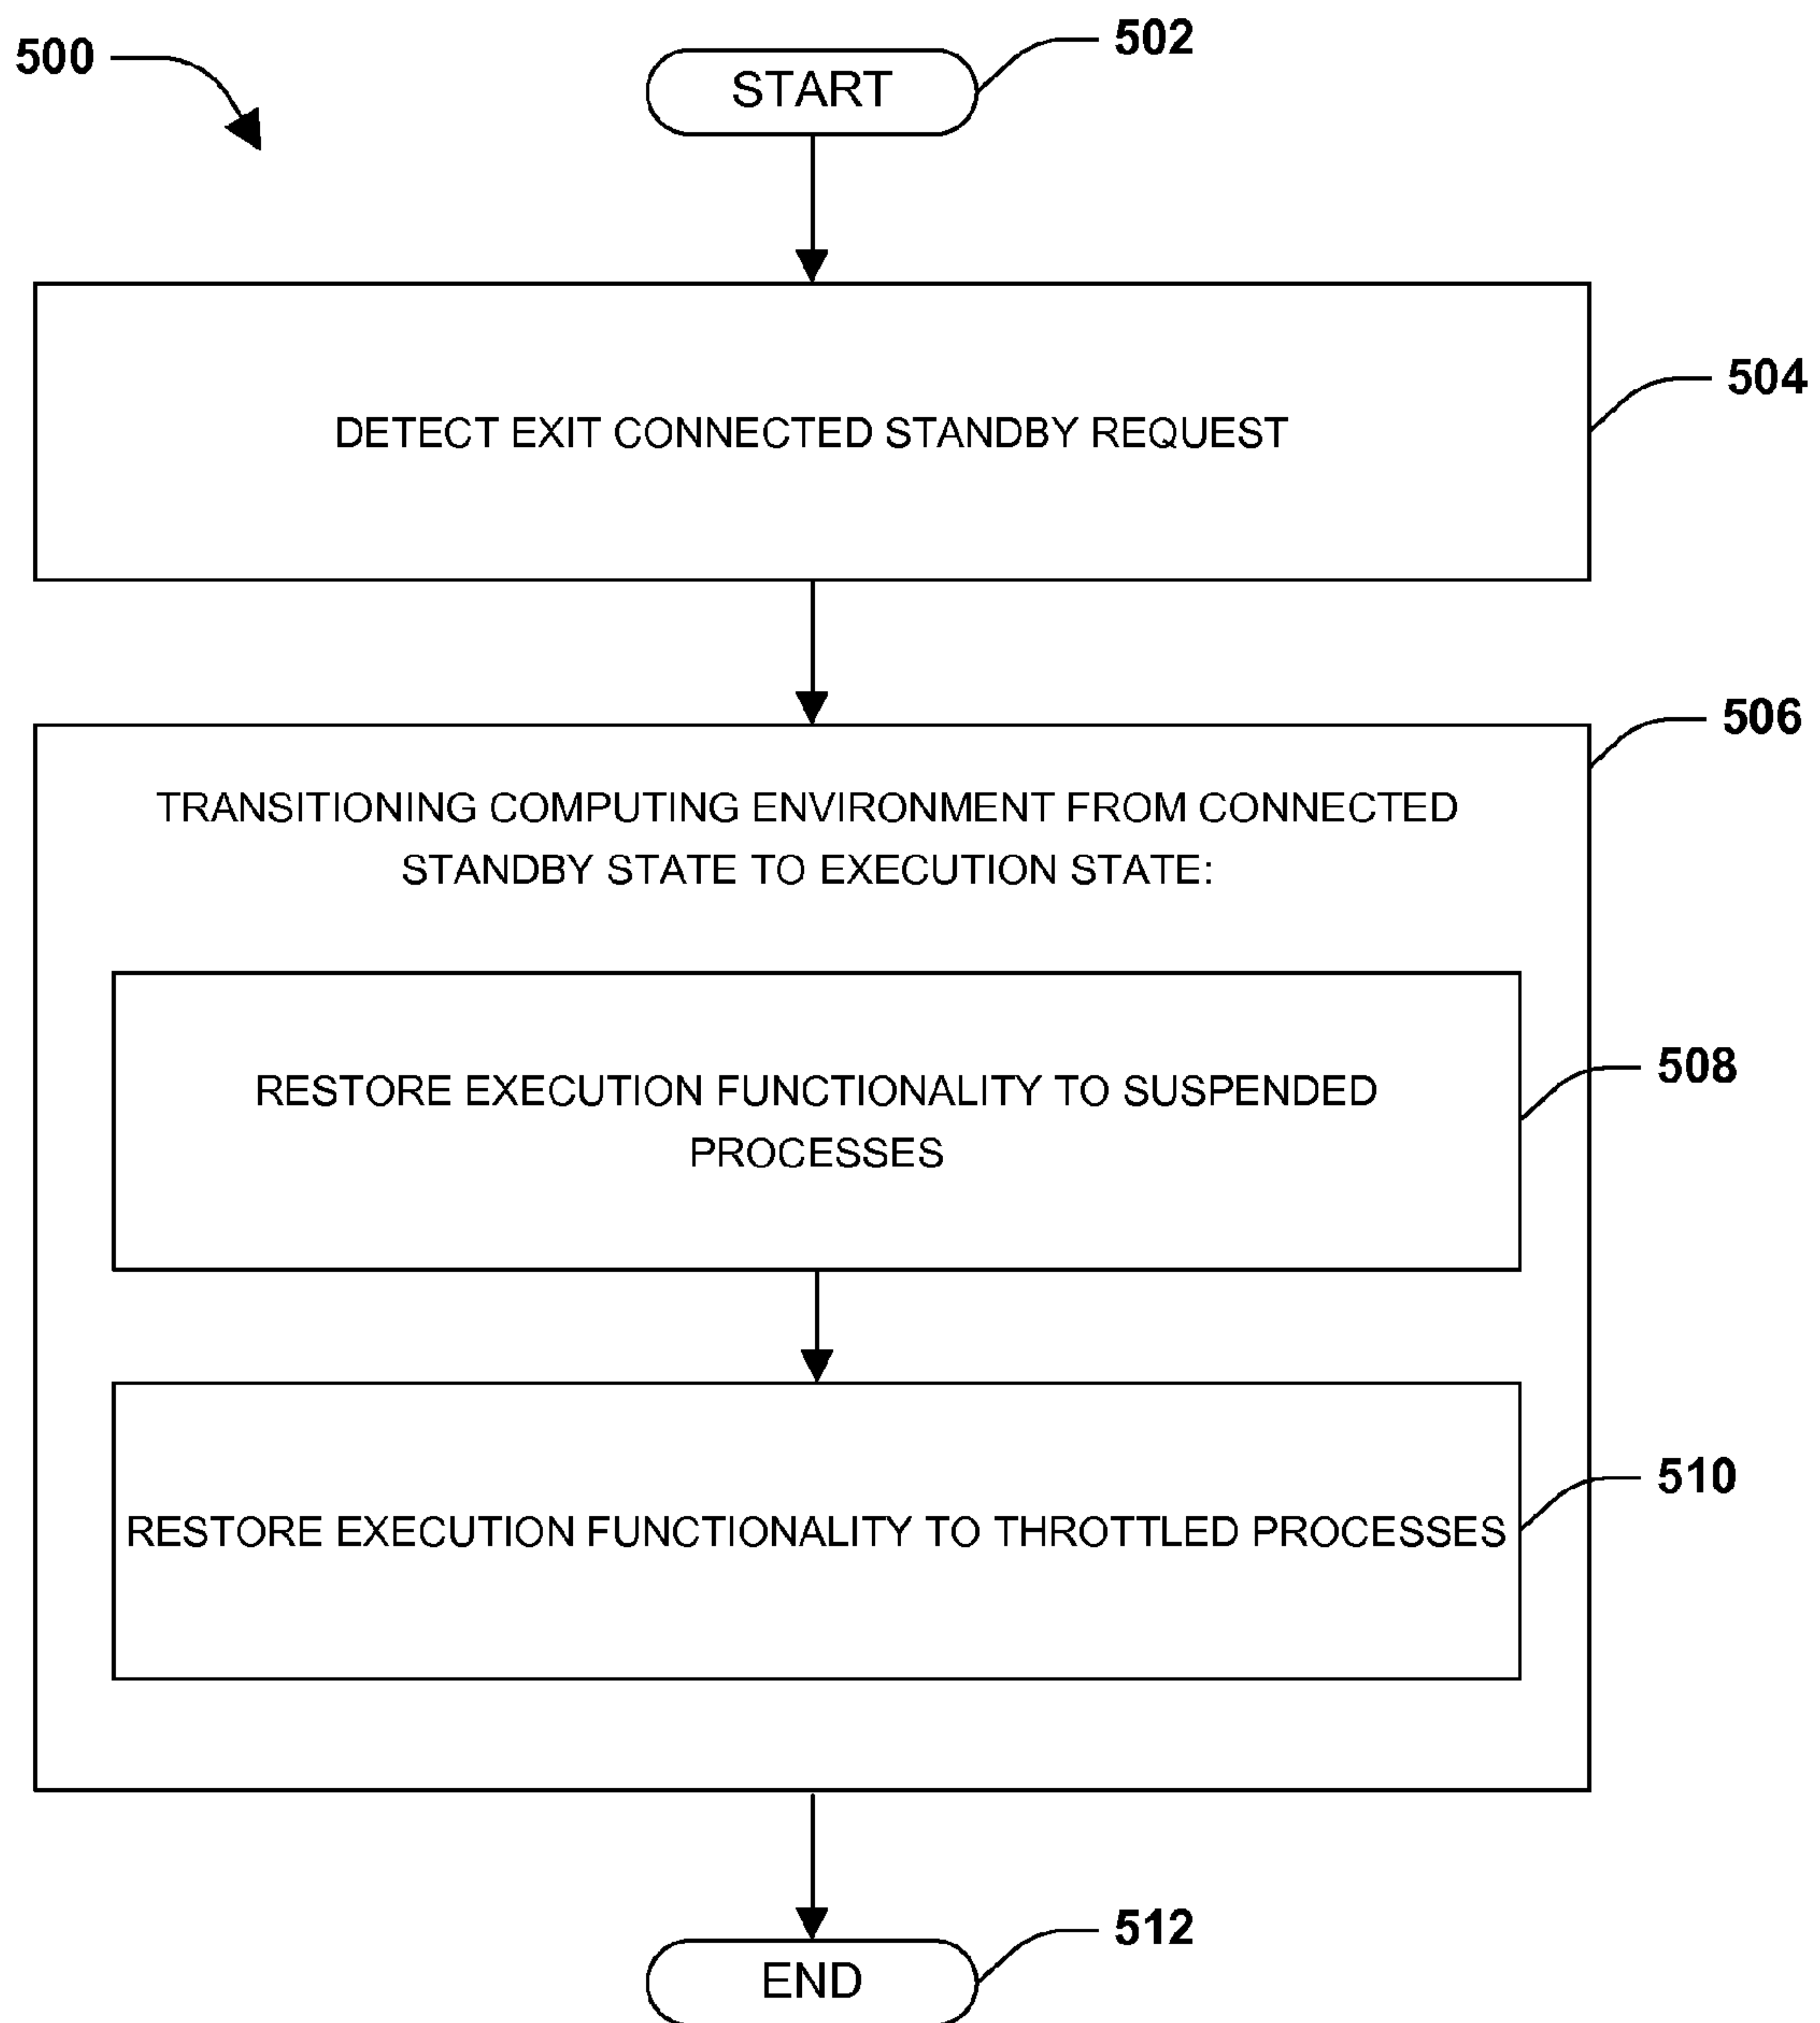 500
502
START
504
DETECT EXIT CONNECTED STANDBY REQUEST
506
TRANSITIONING COMPUTING ENVIRONMENT FROM CONNECTED
STANDBY STATE TO EXECUTION STATE:
508
RESTORE EXECUTION FUNCTIONALITY TO SUSPENDED
PROCESSES
510
RESTORE EXECUTION FUNCTIONALITY TO THROTTLED PROCESSES
512
END